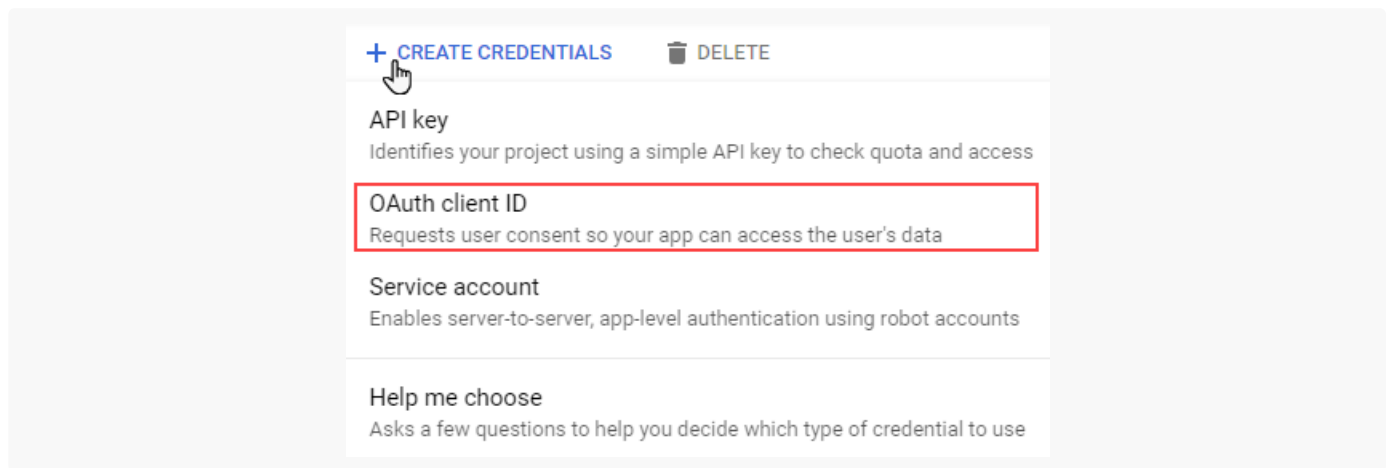 + CREATE CREDENTIALS DELETE
API key
Identifies your project using a simple API key to check quota and access
OAuth client ID
Requests user consent so your app can access the user's data
Service account
Enables server-to-server, app-level authentication using robot accounts
Help me choose
Asks a few questions to help you decide which type of credential to use